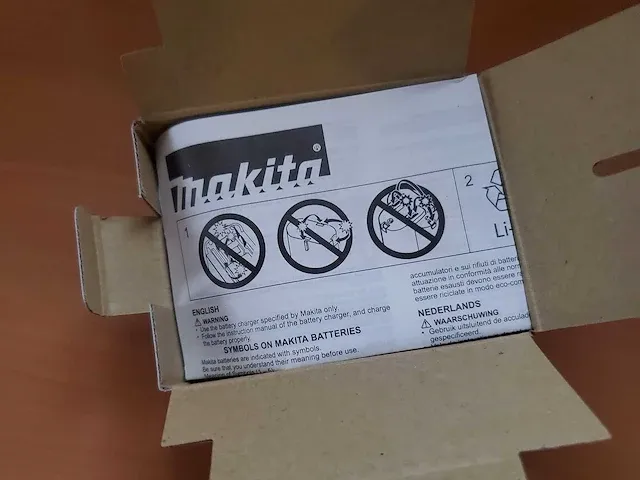 makita®
1
2
Li-
ENGLISH
⚠ WARNING
• Use the battery charger specified by Makita only.
• Follow the instruction manual of the battery charger, and charge
the battery properly.
SYMBOLS ON MAKITA BATTERIES
Makita batteries are indicated with symbols.
Be sure that you understand their meaning before use.
accumulatori e sui rifiuti di batter
attuazione in conformità alle norm
batterie esausti devono essere r
essere riciclate in modo eco-com
NEDERLANDS
⚠ WAARSCHUWING
• Gebruik uitsluitend de acculad
gespecificeerd.